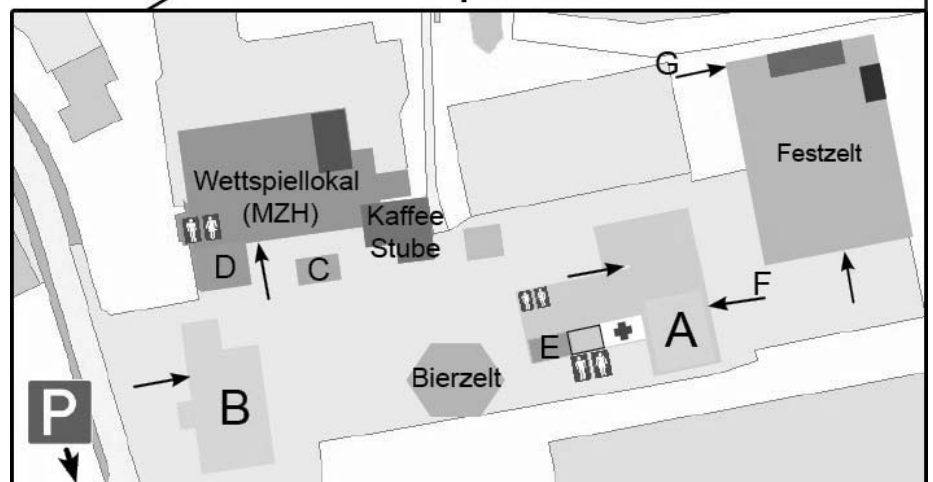 G
Festzelt
Wettspiellokal
(MZH)
Kaffee
Stube
D
C
F
A
E
Bierzelt
B
P